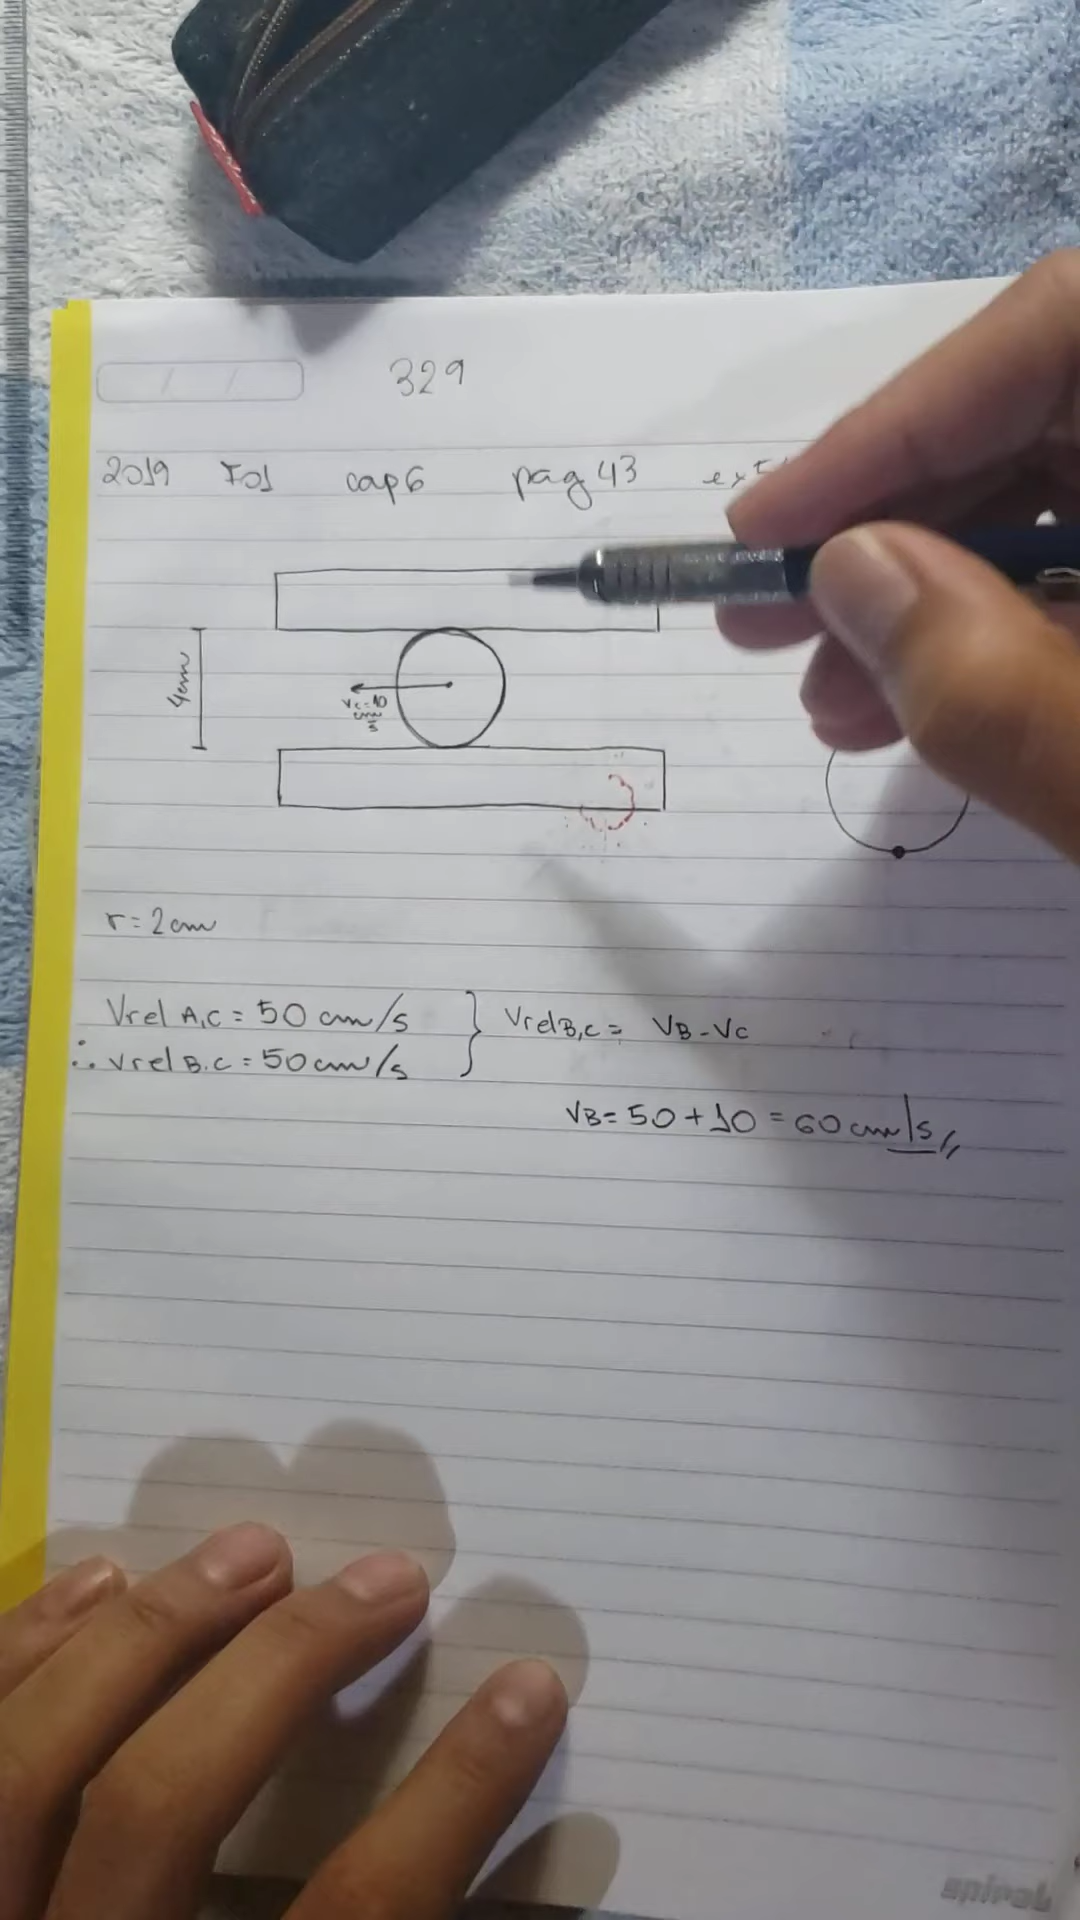 329
2019 F01 cap6 pag 43
4cm
Vc=10
cm
s
r=2cm
Vrel A,C = 50 cm/s } Vrel B,C = VB-VC
∴ Vrel B,C = 50 cm/s
VB= 50+10 = 60 cm/s